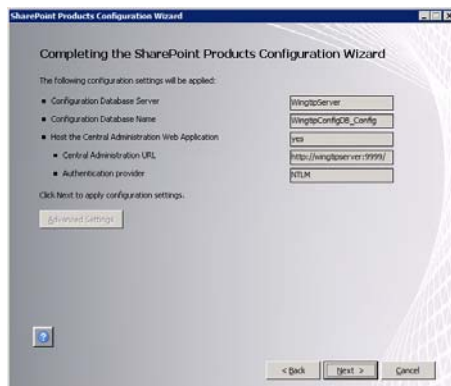 SharePoint Products Configuration Wizard
Completing the SharePoint Products Configuration Wizard
The following configuration settings will be applied:
Configuration Database Server WingtipServer
Configuration Database Name WingtipConfigDB_Config
Host the Central Administration Web Application yes
Central Administration URL http://wingtipserver:9999/
Authentication provider NTLM
Click Next to apply configuration settings.
Advanced Settings
?
< Back Next > Cancel